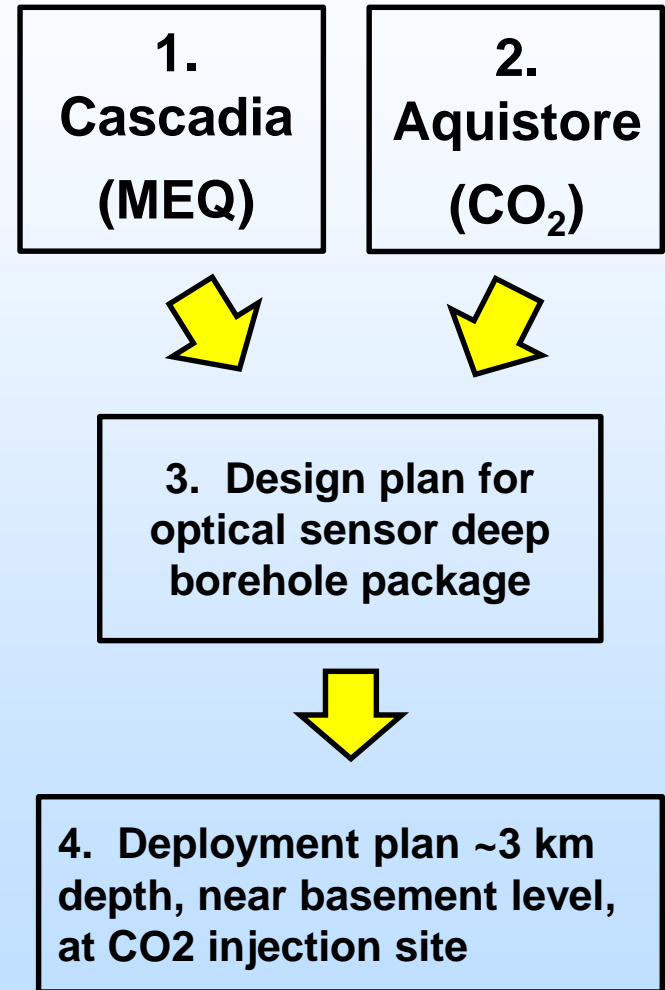 1.
Cascadia
(MEQ)
2.
Aquistore
(CO₂)
3. Design plan for
optical sensor deep
borehole package
4. Deployment plan ~3 km
depth, near basement level,
at CO2 injection site